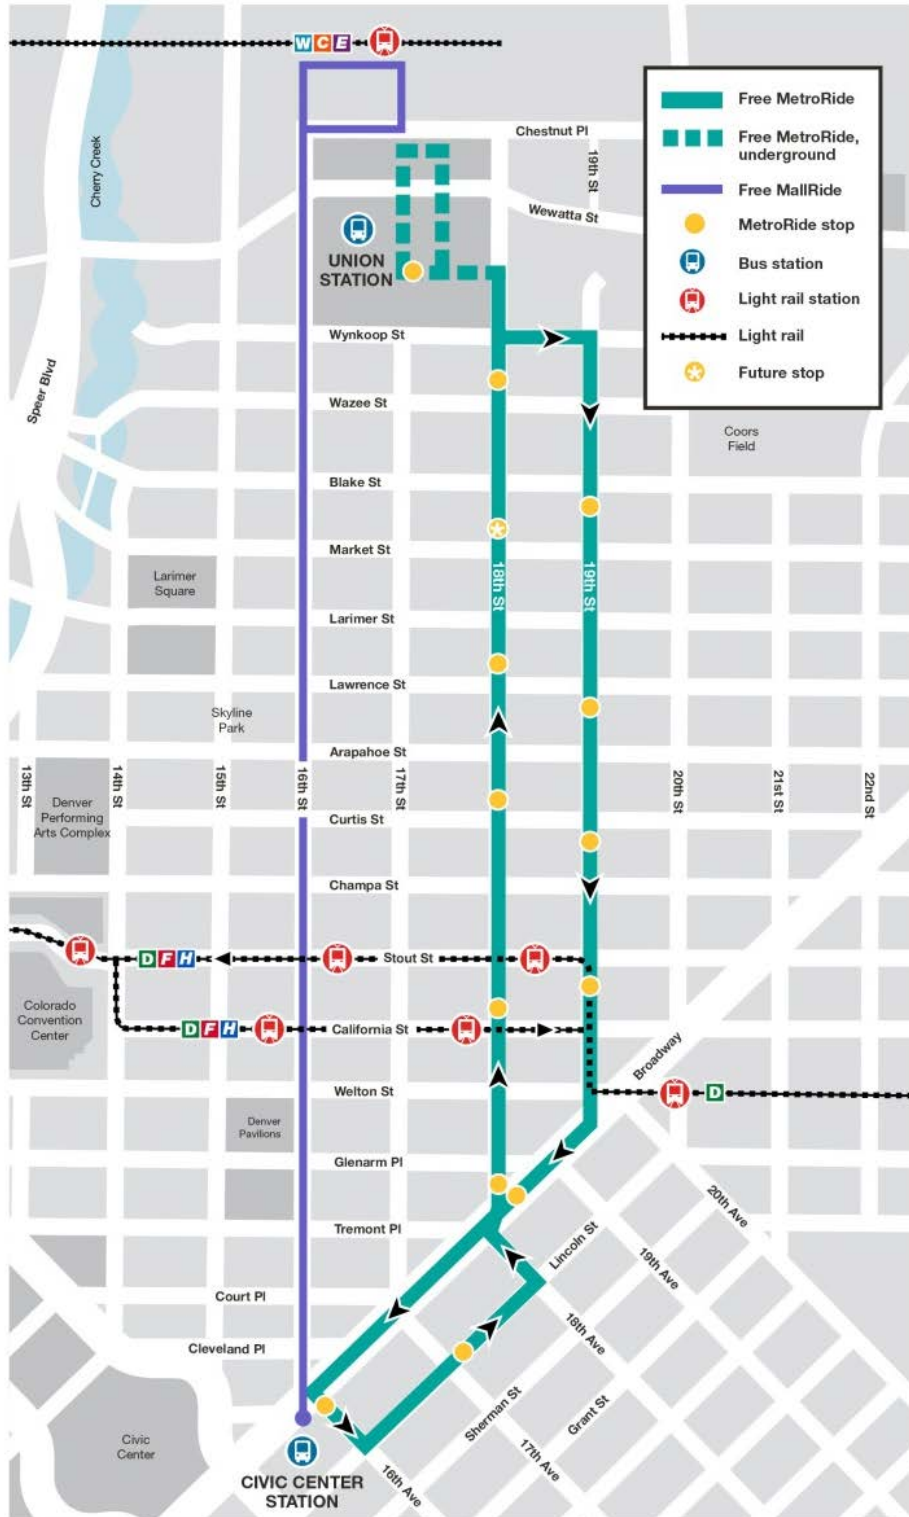 W C E
Free MetroRide
Free MetroRide,
underground
Free MallRide
MetroRide stop
Bus station
Light rail station
Light rail
Future stop
Chestnut Pl
19th St
Cherry Creek
Wewatta St
UNION
STATION
Wynkoop St
Speer Blvd
Wazee St
Coors
Field
Blake St
Market St
18th St
19th St
Larimer
Square
Larimer St
Lawrence St
Skyline
Park
Arapahoe St
13th St
14th St
15th St
16th St
17th St
20th St
21st St
22nd St
Denver
Performing
Arts Complex
Curtis St
Champa St
D F H
Stout St
Colorado
Convention
Center
D F H
California St
Broadway
Welton St
D
Denver
Pavilions
Glenarm Pl
20th Ave
Tremont Pl
Lincoln St
19th Ave
Court Pl
18th Ave
Cleveland Pl
Sherman St
Grant St
Civic
Center
17th Ave
16th Ave
CIVIC CENTER
STATION